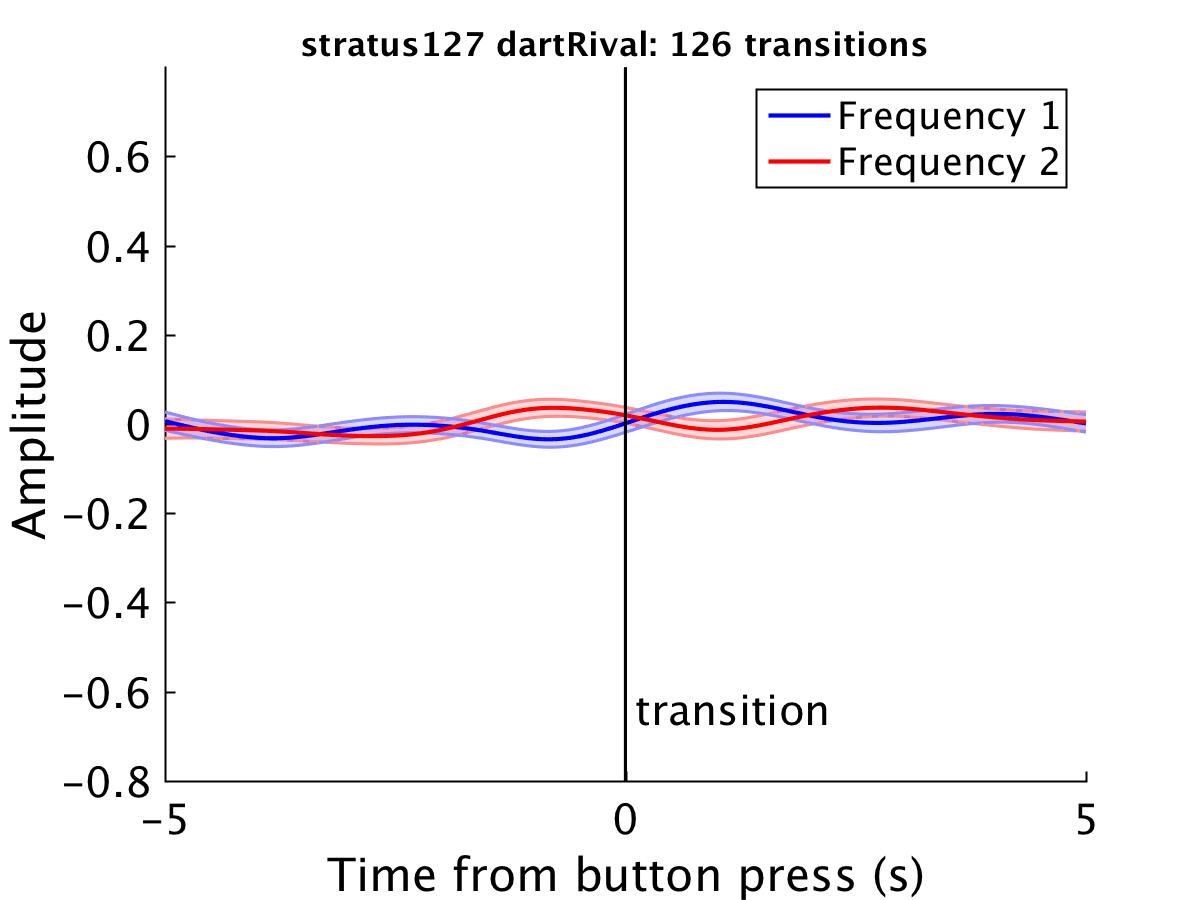 stratus127 dartRival: 126 transitions
Frequency 1
Frequency 2
0.6
0.4
0.2
0
−0.2
−0.4
−0.6
−0.8
Amplitude
transition
−5
0
5
Time from button press (s)